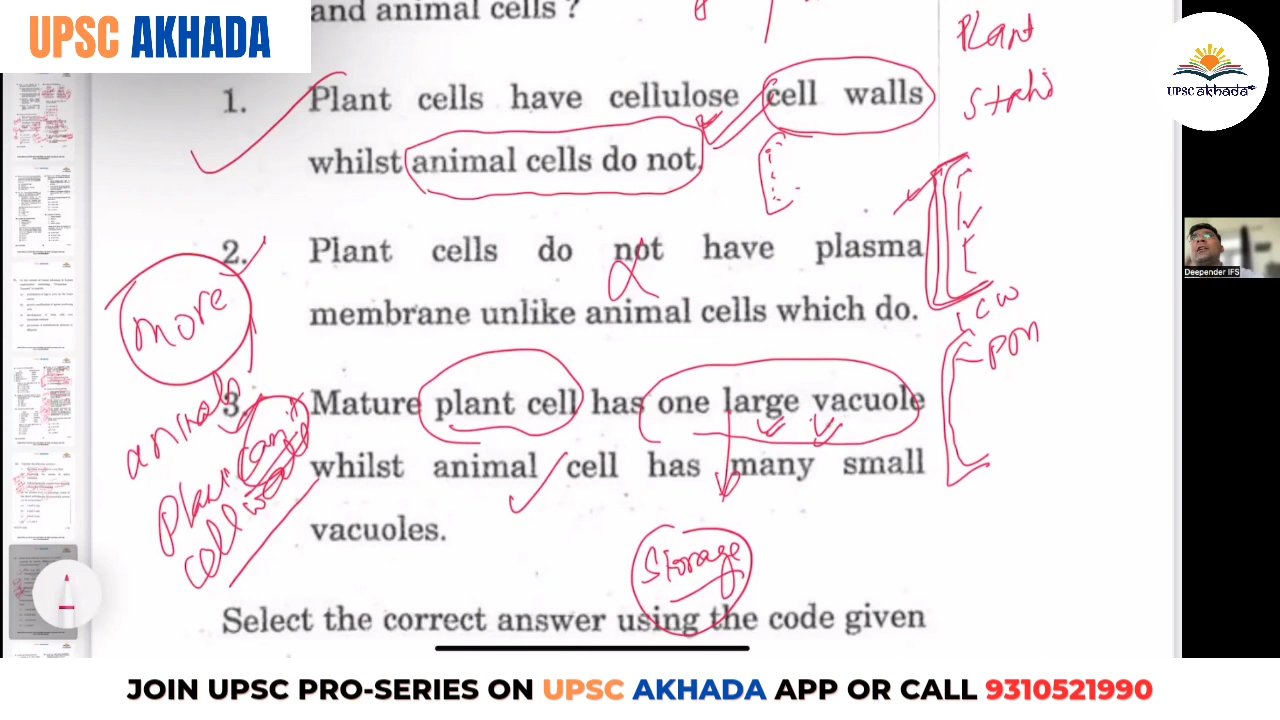 UPSC AKHADA
and animal cells ?
1. Plant cells have cellulose cell walls
whilst animal cells do not.
2. Plant cells do not have plasma
membrane unlike animal cells which do.
3. Mature plant cell has one large vacuole
whilst animal cell has many small
vacuoles.
Select the correct answer using the code given
more
animals
Plant
cell
Storage
Plant
CW
UPSC akhada
Deepender IFS
JOIN UPSC PRO-SERIES ON UPSC AKHADA APP OR CALL 9310521990